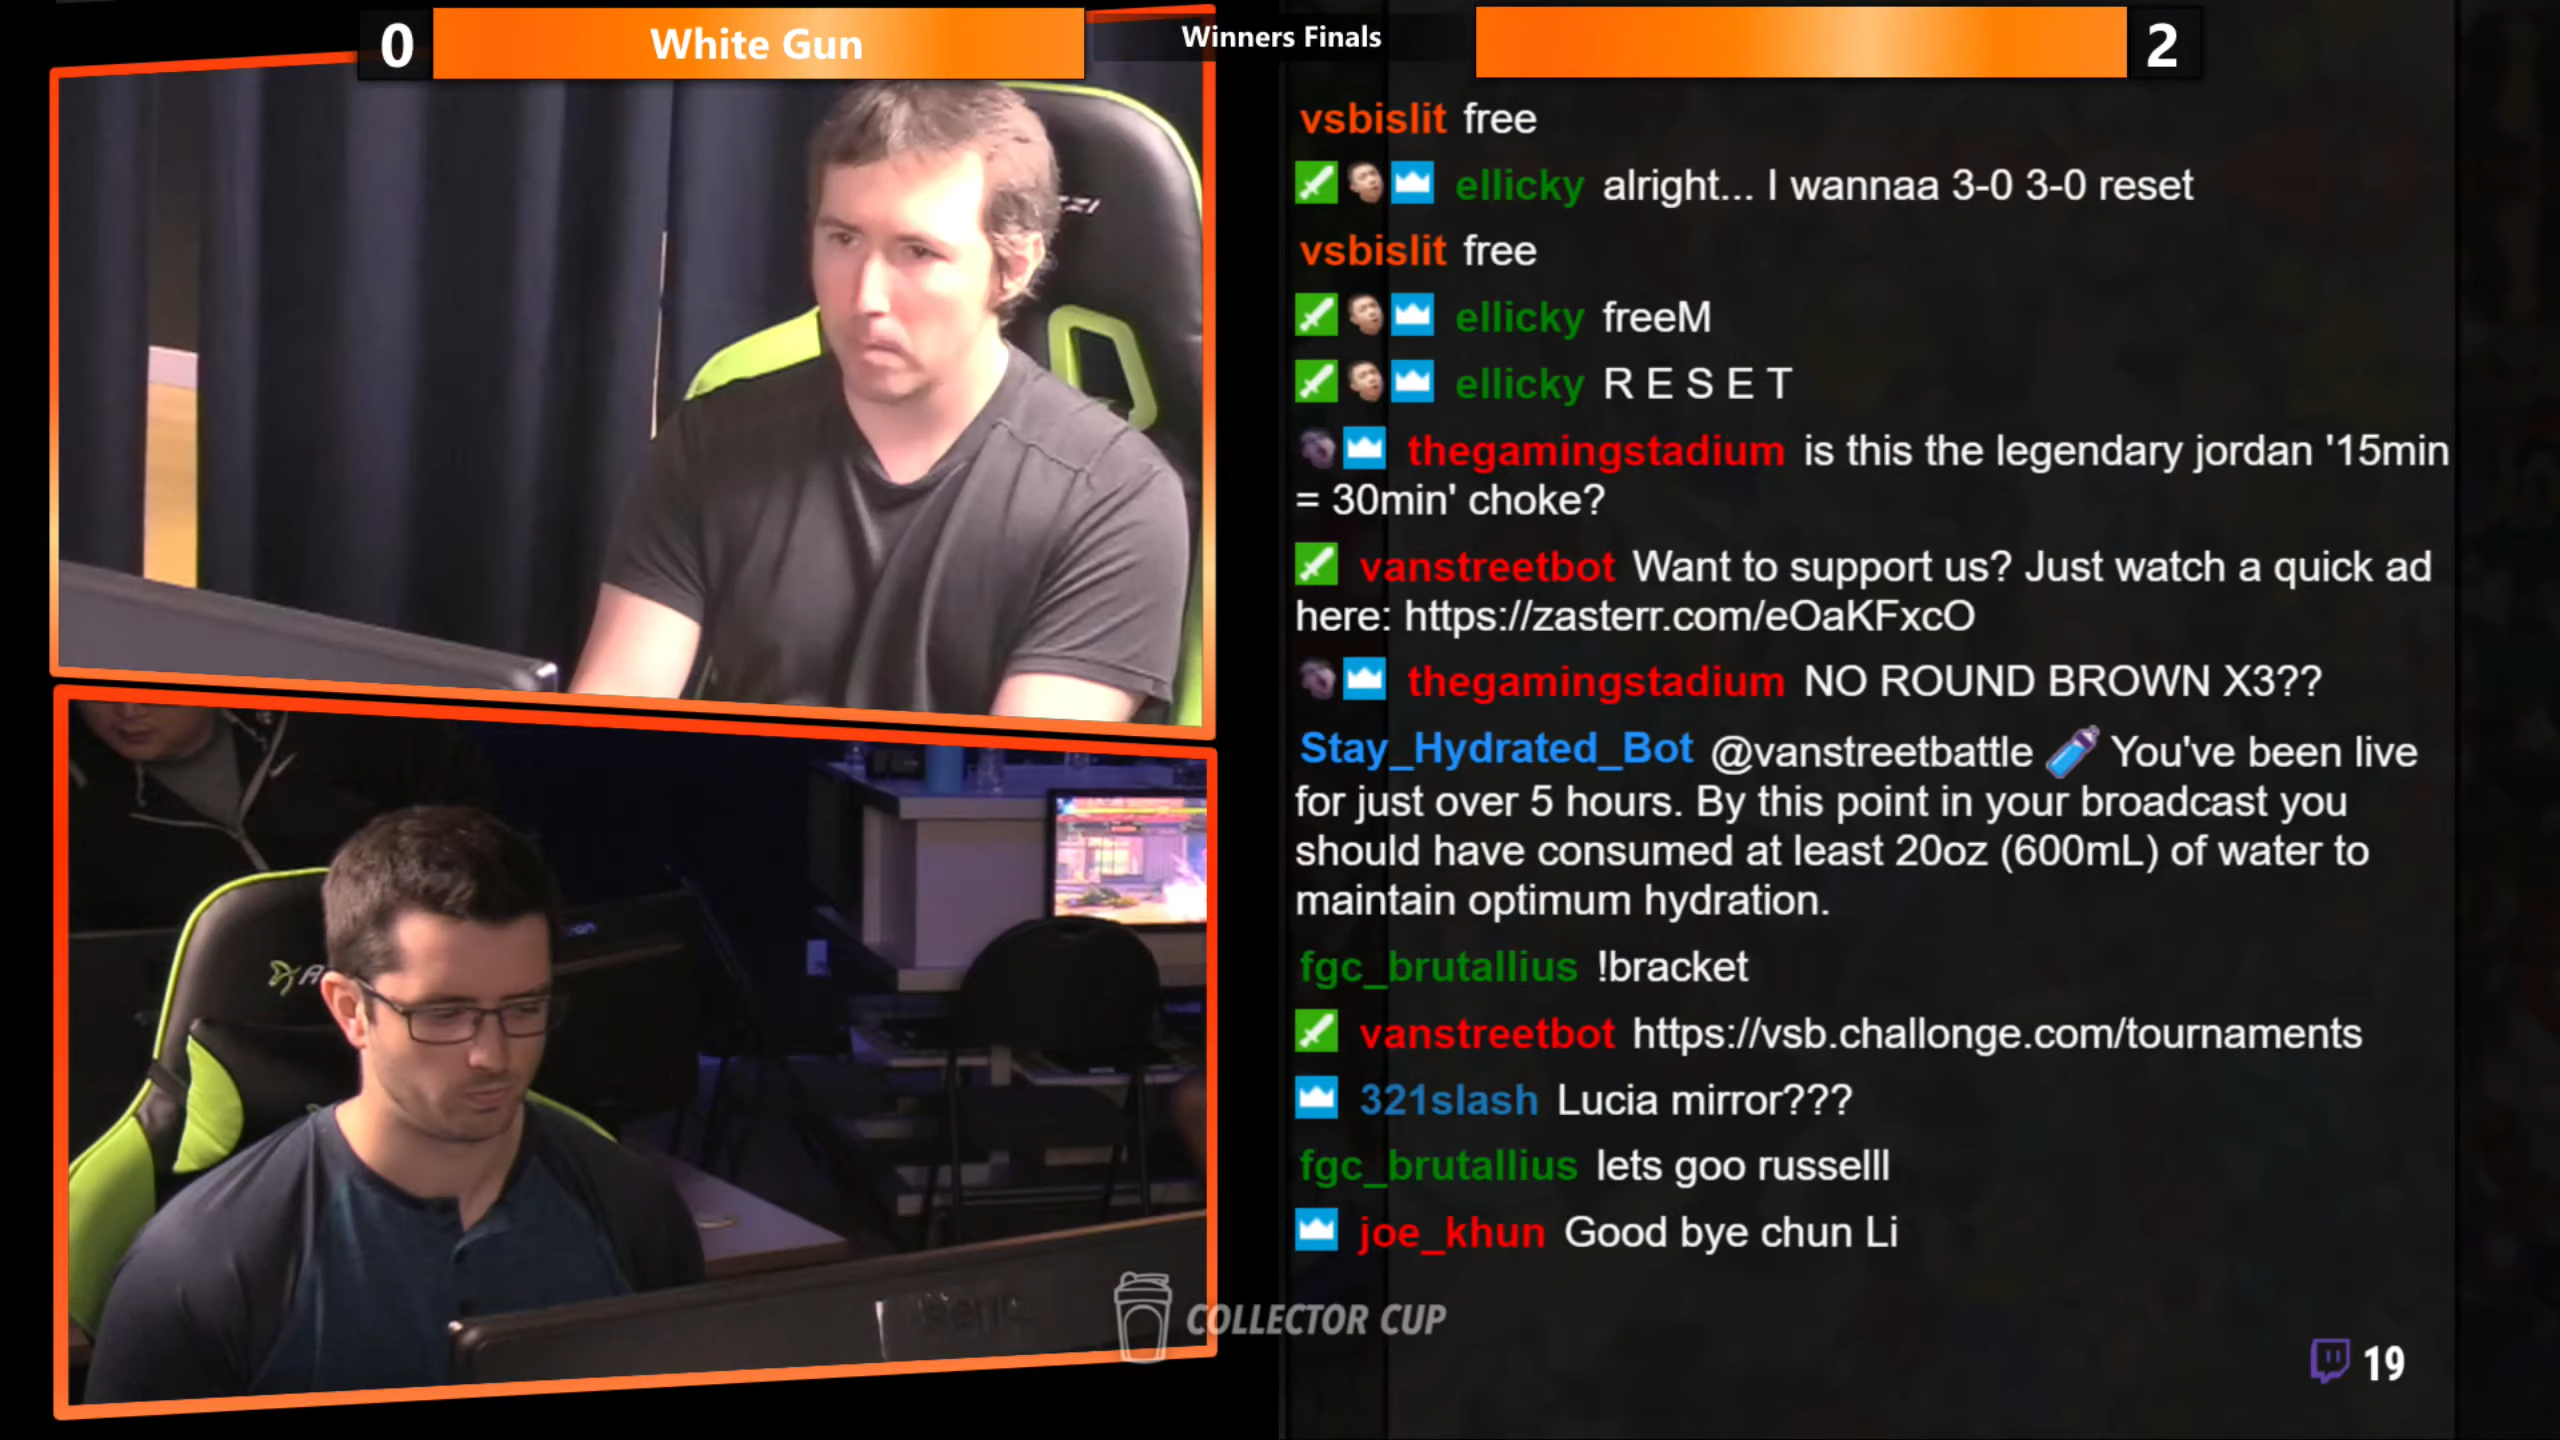 0
White Gun
Winners Finals
2
vsbislit free
ellicky alright... I wannaa 3-0 3-0 reset
vsbislit free
ellicky freeM
ellicky R E S E T
thegamingstadium is this the legendary jordan '15min
= 30min' choke?
vanstreetbot Want to support us? Just watch a quick ad
here: https://zasterr.com/eOaKFxcO
thegamingstadium NO ROUND BROWN X3??
Stay_Hydrated_Bot @vanstreetbattle You've been live
for just over 5 hours. By this point in your broadcast you
should have consumed at least 20oz (600mL) of water to
maintain optimum hydration.
fgc_brutallius !bracket
vanstreetbot https://vsb.challonge.com/tournaments
321slash Lucia mirror???
fgc_brutallius lets goo russelll
joe_khun Good bye chun Li
COLLECTOR CUP
19